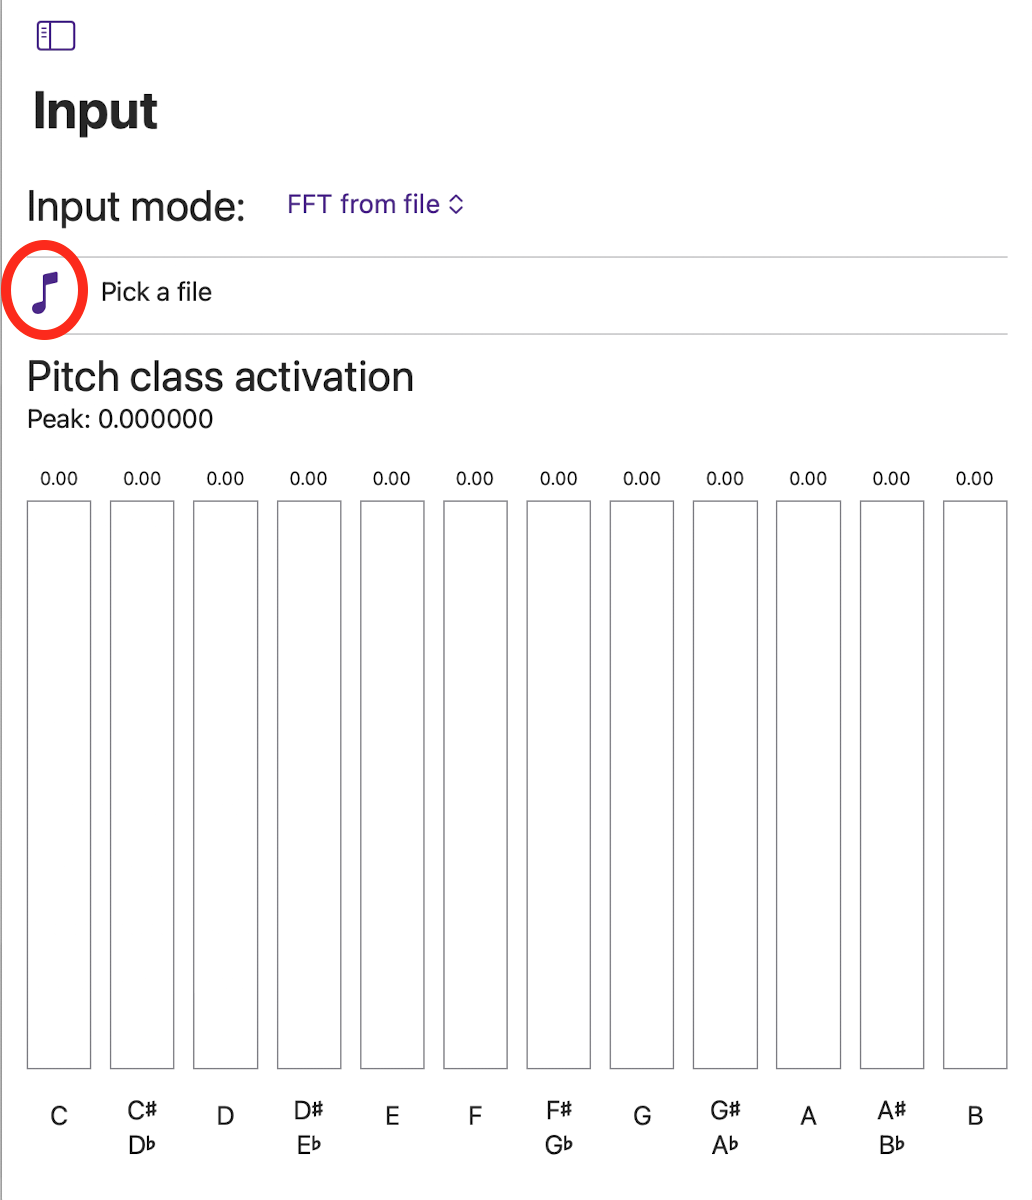 Input
Input mode: FFT from file
Pick a file
Pitch class activation
Peak: 0.000000
0.00 0.00 0.00 0.00 0.00 0.00 0.00 0.00 0.00 0.00 0.00 0.00
C C# D D# E F F# G G# A A# B
D♭ E♭ G♭ A♭ B♭